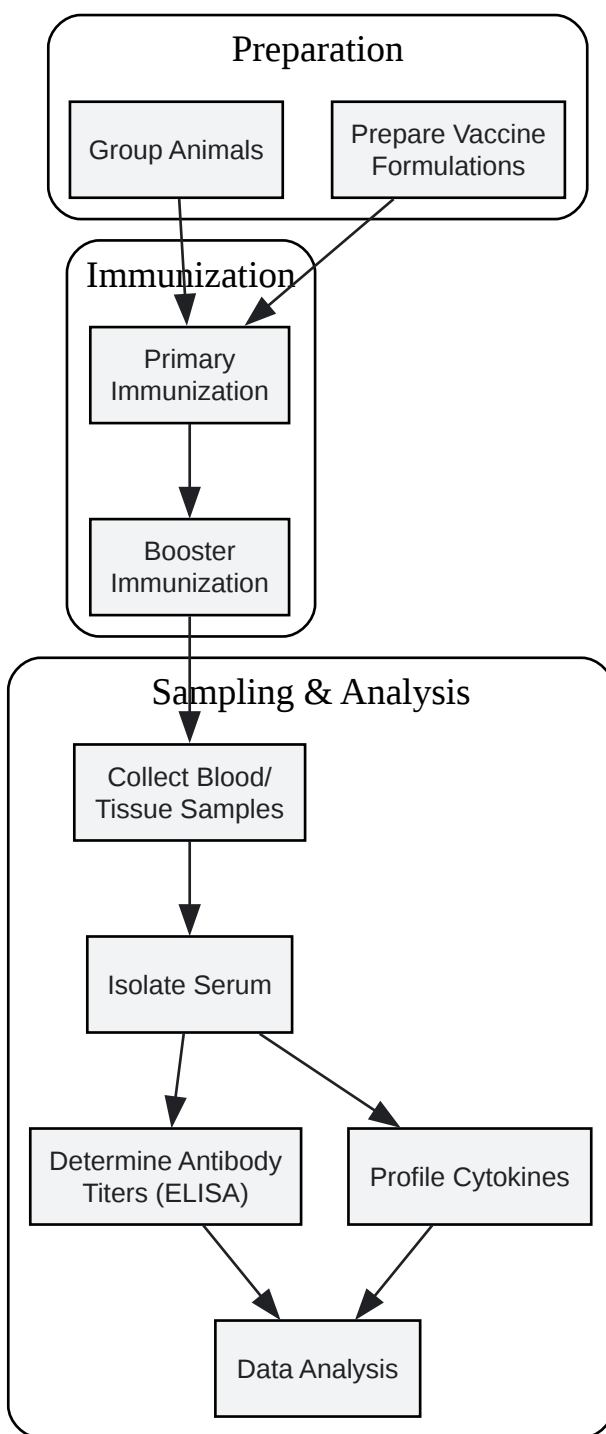 Preparation
Group Animals
Prepare Vaccine
Formulations
Immunization
Primary
Immunization
Booster
Immunization
Sampling & Analysis
Collect Blood/
Tissue Samples
Isolate Serum
Determine Antibody
Titers (ELISA)
Profile Cytokines
Data Analysis